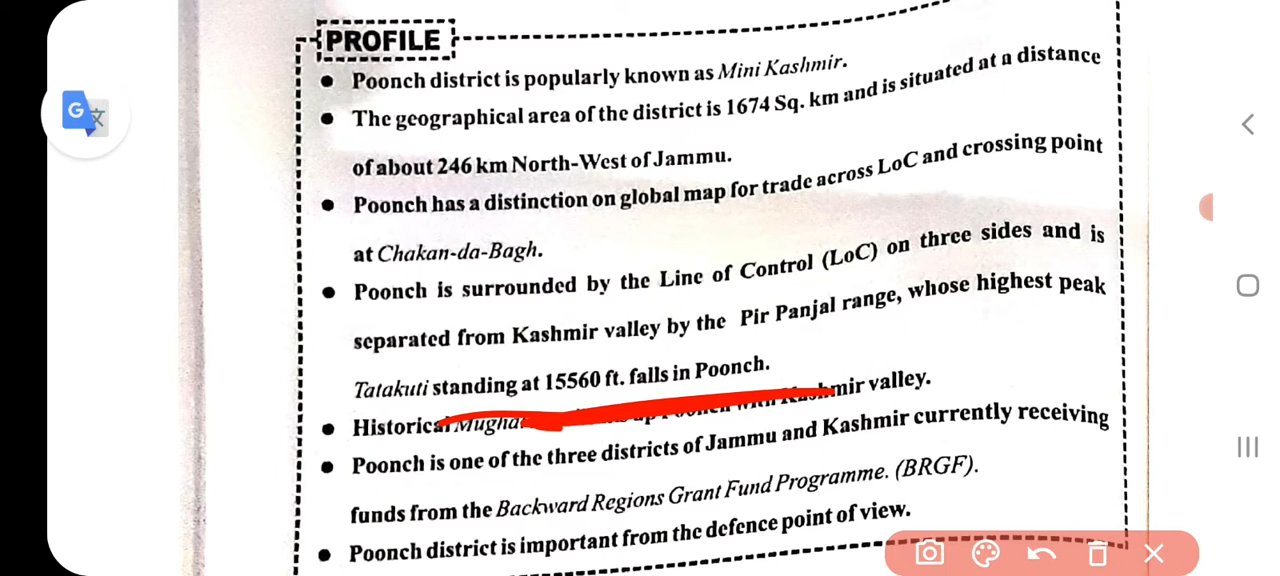 PROFILE
● Poonch district is popularly known as Mini Kashmir.
● The geographical area of the district is 1674 Sq. km and is situated at a distance
of about 246 km North-West of Jammu.
● Poonch has a distinction on global map for trade across LoC and crossing point
at Chakan-da-Bagh.
● Poonch is surrounded by the Line of Control (LoC) on three sides and is
separated from Kashmir valley by the Pir Panjal range, whose highest peak
Tatakuti standing at 15560 ft. falls in Poonch.
● Historical Mughal up Poonch with Kashmir valley.
● Poonch is one of the three districts of Jammu and Kashmir currently receiving
funds from the Backward Regions Grant Fund Programme. (BRGF).
● Poonch district is important from the defence point of view.
G 文